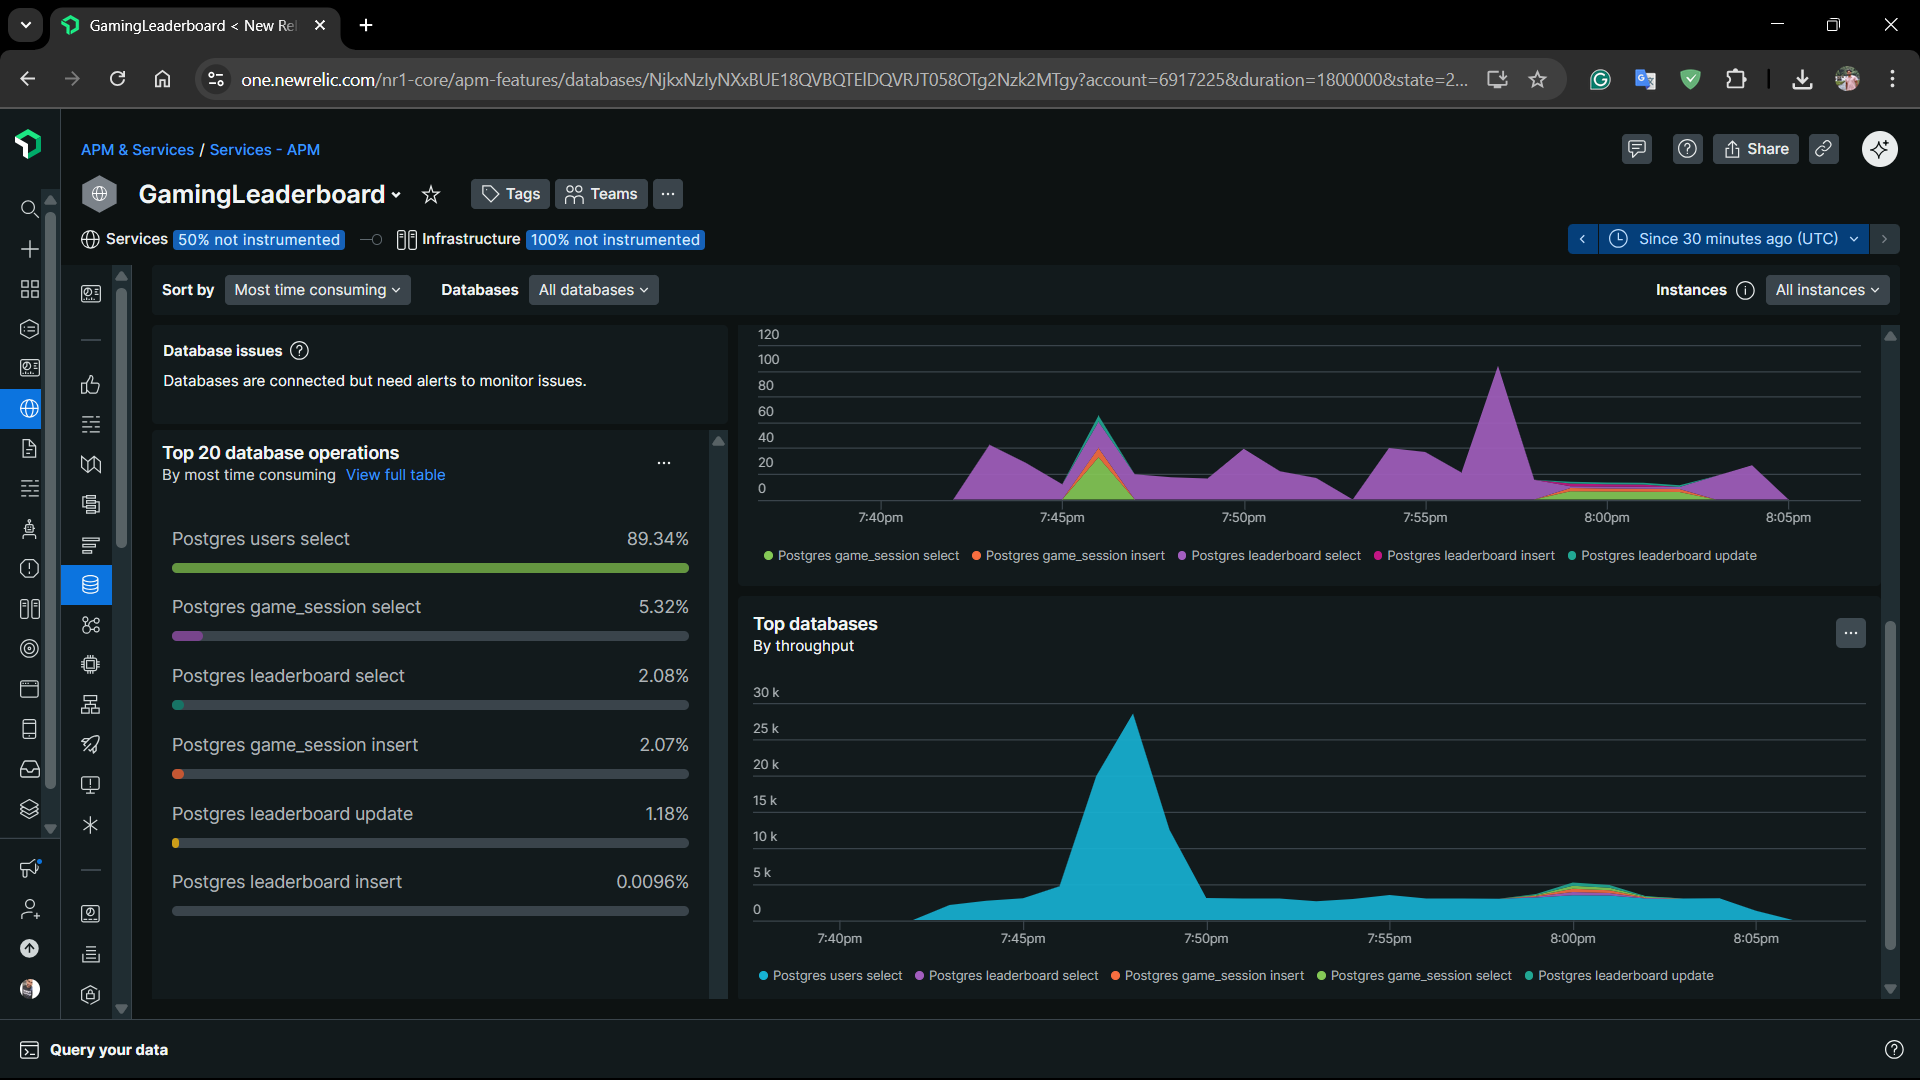 GamingLeaderboard < New Rel
one.newrelic.com/nr1-core/apm-features/databases/NjkxNzIyNXxBUE18QVBQTElDQVRJT058OTg2Nzk2MTgy?account=6917225&duration=1800000&state=2...
APM & Services / Services - APM
Share
GamingLeaderboard
Tags
Teams
Services 50% not instrumented
Infrastructure 100% not instrumented
Since 30 minutes ago (UTC)
Sort by Most time consuming
Databases All databases
Instances All instances
Database issues
Databases are connected but need alerts to monitor issues.
Top 20 database operations
By most time consuming View full table
Postgres users select 89.34%
Postgres game_session select 5.32%
Postgres leaderboard select 2.08%
Postgres game_session insert 2.07%
Postgres leaderboard update 1.18%
Postgres leaderboard insert 0.0096%
120
100
80
60
40
20
0
7:40pm 7:45pm 7:50pm 7:55pm 8:00pm 8:05pm
Postgres game_session select Postgres game_session insert Postgres leaderboard select Postgres leaderboard insert Postgres leaderboard update
Top databases
By throughput
30 k
25 k
20 k
15 k
10 k
5 k
0
7:40pm 7:45pm 7:50pm 7:55pm 8:00pm 8:05pm
Postgres users select Postgres leaderboard select Postgres game_session insert Postgres game_session select Postgres leaderboard update
Query your data